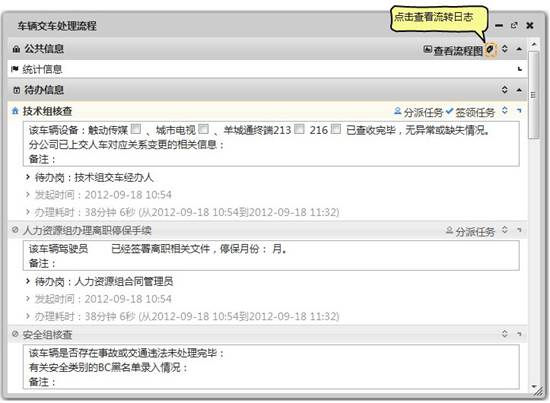 点击查看流转日志
车辆交车处理流程
公共信息 查看流程图
统计信息
待办信息
技术组核查 分派任务 签领任务
该车辆设备：触动传媒 、城市电视 、羊城通终端213 216 已查收完毕，无异常或缺失情况。
分公司已上交人车对应关系变更的相关信息：
备注：
待办岗：技术组交车经办人
发起时间：2012-09-18 10:54
办理耗时：38分钟 6秒 (从2012-09-18 10:54到2012-09-18 11:32)
人力资源组办理离职停保手续 分派任务
该车辆驾驶员 已经签署离职相关文件，停保月份： 月。
备注：
待办岗：人力资源组合同管理员
发起时间：2012-09-18 10:54
办理耗时：38分钟 6秒 (从2012-09-18 10:54到2012-09-18 11:32)
安全组核查
该车辆是否存在事故或交通违法未处理完毕：
有关安全类别的BC黑名单录入情况：
备注：